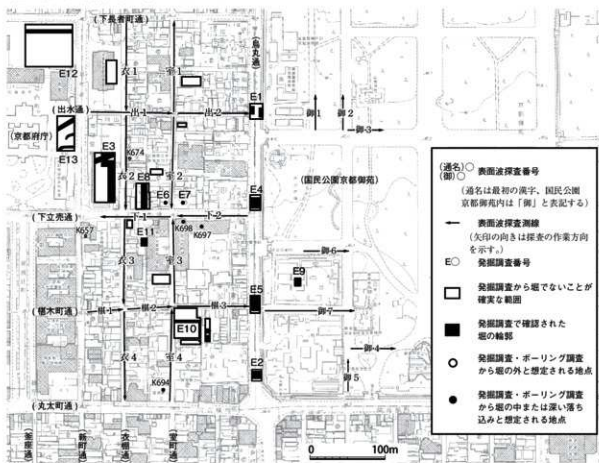 (下長者町通)
(烏丸通)
衣1
室1
E12
E1
(出水通)
出1
出2
御1
御2
御3
(京都府庁)
E13
E3
K674
衣2
E8
室2
E6
E7
E4
(国民公園京都御苑)
(下立売通)
下1
下2
K657
K698
K697
E11
衣3
室3
御6
E9
(椹木町通)
椹1
椹2
椹3
E5
御7
E10
衣4
室4
御4
K694
E2
御5
(丸太町通)
(釜座通)
(新町通)
(衣棚通)
(室町通)
0
100m
(通名)○
(御)○
表面波探査番号
(通名は最初の漢字、国民公園
京都御苑内は「御」と表記する)
表面波探査測線
(矢印の向きは探査の作業方向
を示す。)
E○
発掘調査番号
発掘調査から堀でないことが
確実な範囲
発掘調査で確認された
堀の輪郭
発掘調査・ボーリング調査
から堀の外と想定される地点
発掘調査・ボーリング調査
から堀の中または深い落ち
込みと想定される地点